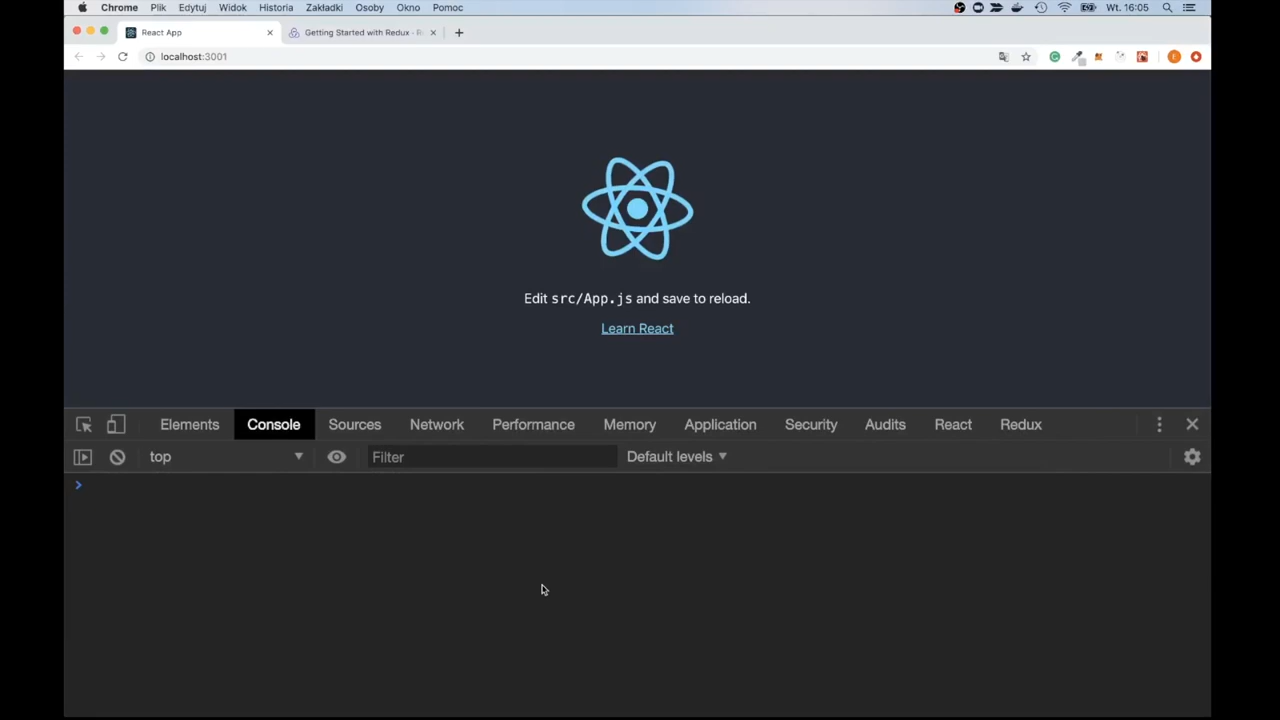 Chrome Plik Edytuj Widok Historia Zakładki Osoby Okno Pomoc Wt. 16:05
React App Getting Started with Redux
localhost:3001
Edit src/App.js and save to reload.
Learn React
Elements Console Sources Network Performance Memory Application Security Audits React Redux
top Filter Default levels